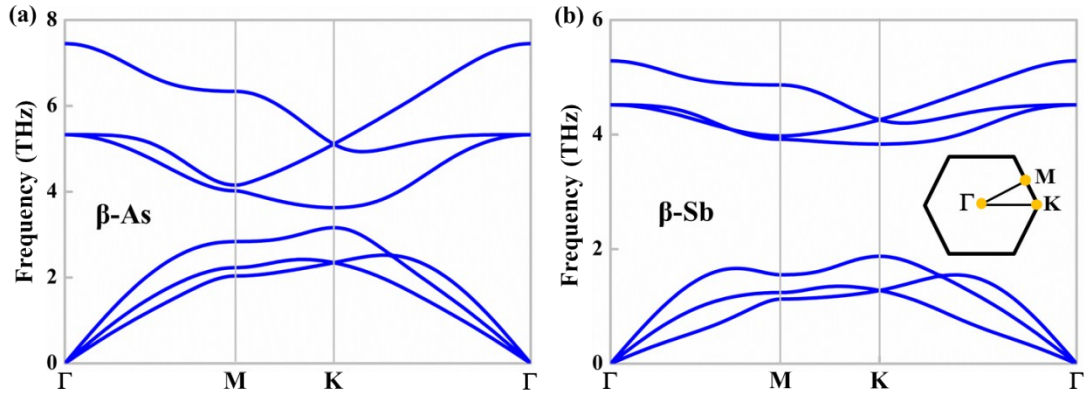 (a)
8
6
4
2
0
Frequency (THz)
β-As
Γ M K Γ
(b)
6
4
2
0
Frequency (THz)
β-Sb
Γ M K
Γ M K Γ